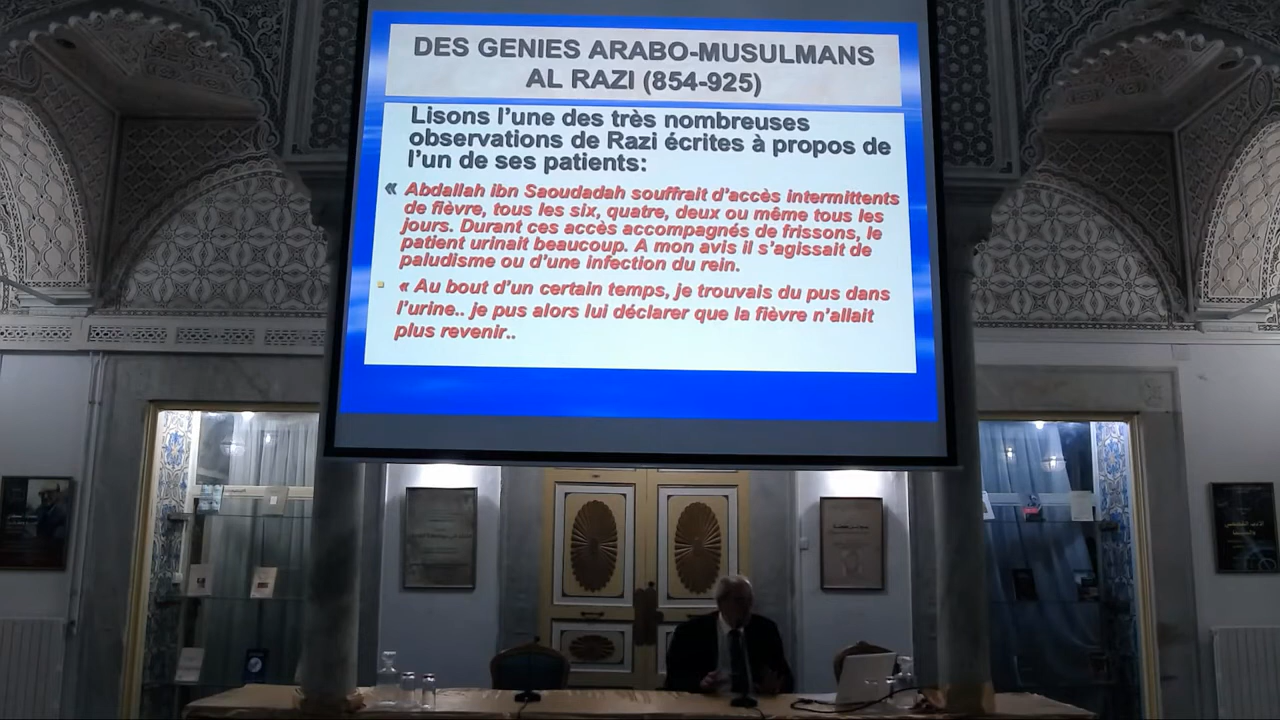 DES GENIES ARABO-MUSULMANS
AL RAZI (854-925)
Lisons l'une des très nombreuses
observations de Razi écrites à propos de
l'un de ses patients:
« Abdallah ibn Saoudadah souffrait d'accès intermittents
de fièvre, tous les six, quatre, deux ou même tous les
jours. Durant ces accès accompagnés de frissons, le
patient urinait beaucoup. A mon avis il s'agissait de
paludisme ou d'une infection du rein.
« Au bout d'un certain temps, je trouvais du pus dans
l'urine.. je pus alors lui déclarer que la fièvre n'allait
plus revenir..